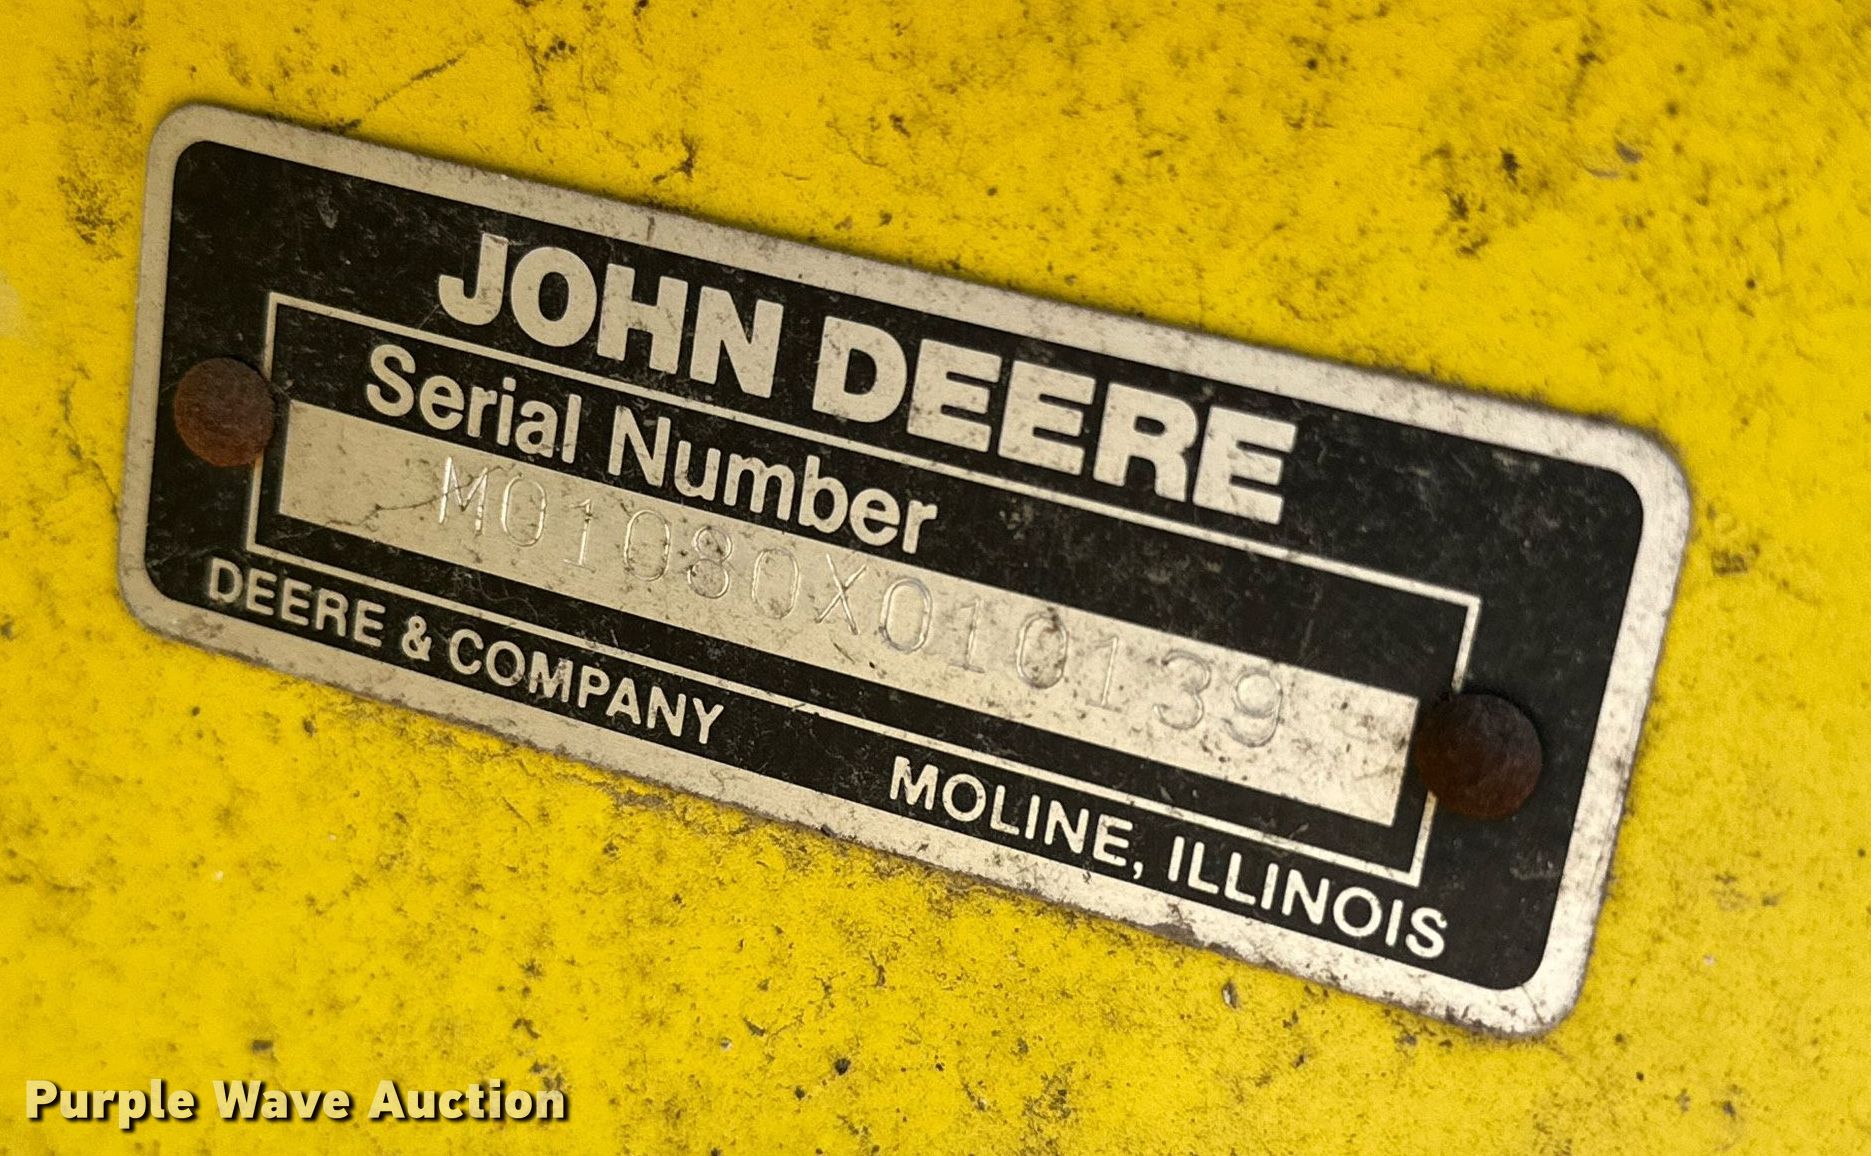 JOHN DEERE
Serial Number
M01080X010139
DEERE & COMPANY MOLINE, ILLINOIS
Purple Wave Auction